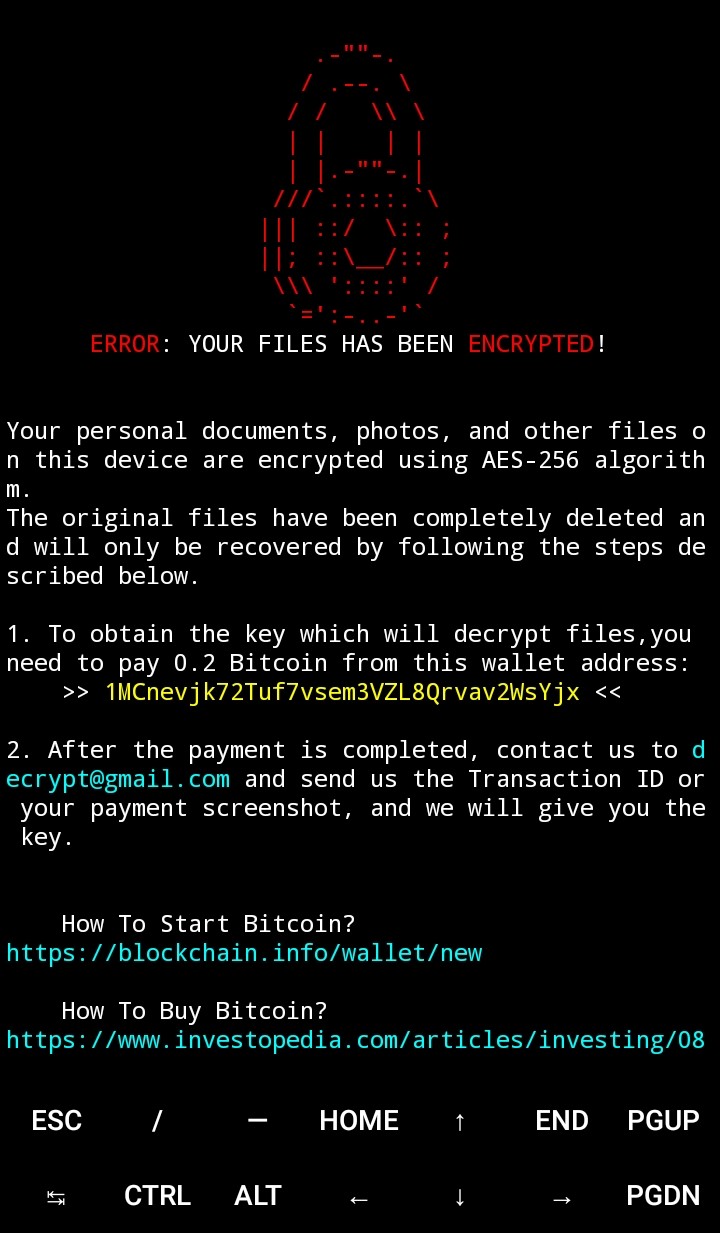 ERROR: YOUR FILES HAS BEEN ENCRYPTED!
Your personal documents, photos, and other files o
n this device are encrypted using AES-256 algorith
m.
The original files have been completely deleted an
d will only be recovered by following the steps de
scribed below.
1. To obtain the key which will decrypt files,you
need to pay 0.2 Bitcoin from this wallet address:
>> 1MCnevjk72Tuf7vsem3VZL8Qrvav2WsYjx <<
2. After the payment is completed, contact us to d
ecrypt@gmail.com and send us the Transaction ID or
your payment screenshot, and we will give you the
key.
How To Start Bitcoin?
https://blockchain.info/wallet/new
How To Buy Bitcoin?
https://www.investopedia.com/articles/investing/08
ESC / — HOME ↑ END PGUP
↹ CTRL ALT ← ↓ → PGDN